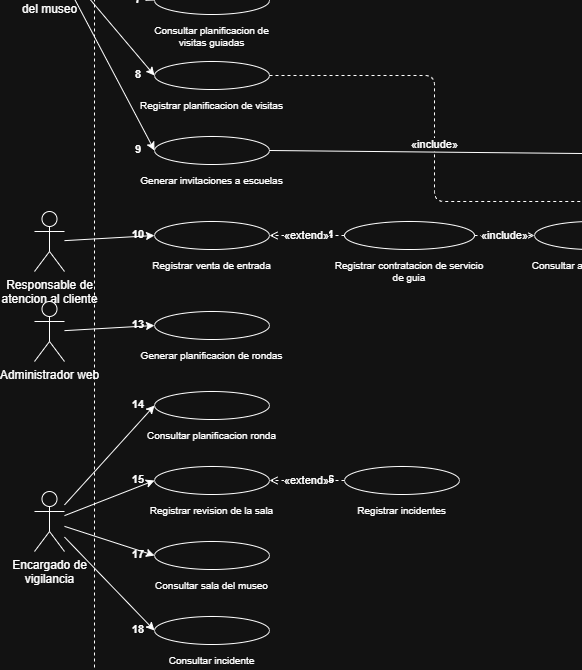 del museo
Consultar planificacion de
visitas guiadas
8
Registrar planificacion de visitas
9
«include»
Generar invitaciones a escuelas
10
«extend»
1
«include»
Responsable de
atencion al cliente
Registrar venta de entrada
Registrar contratacion de servicio
de guia
Consultar a
13
Generar planificacion de rondas
Administrador web
14
Consultar planificacion ronda
15
«extend»
6
Registrar revision de la sala
Registrar incidentes
17
Encargado de
vigilancia
Consultar sala del museo
18
Consultar incidente